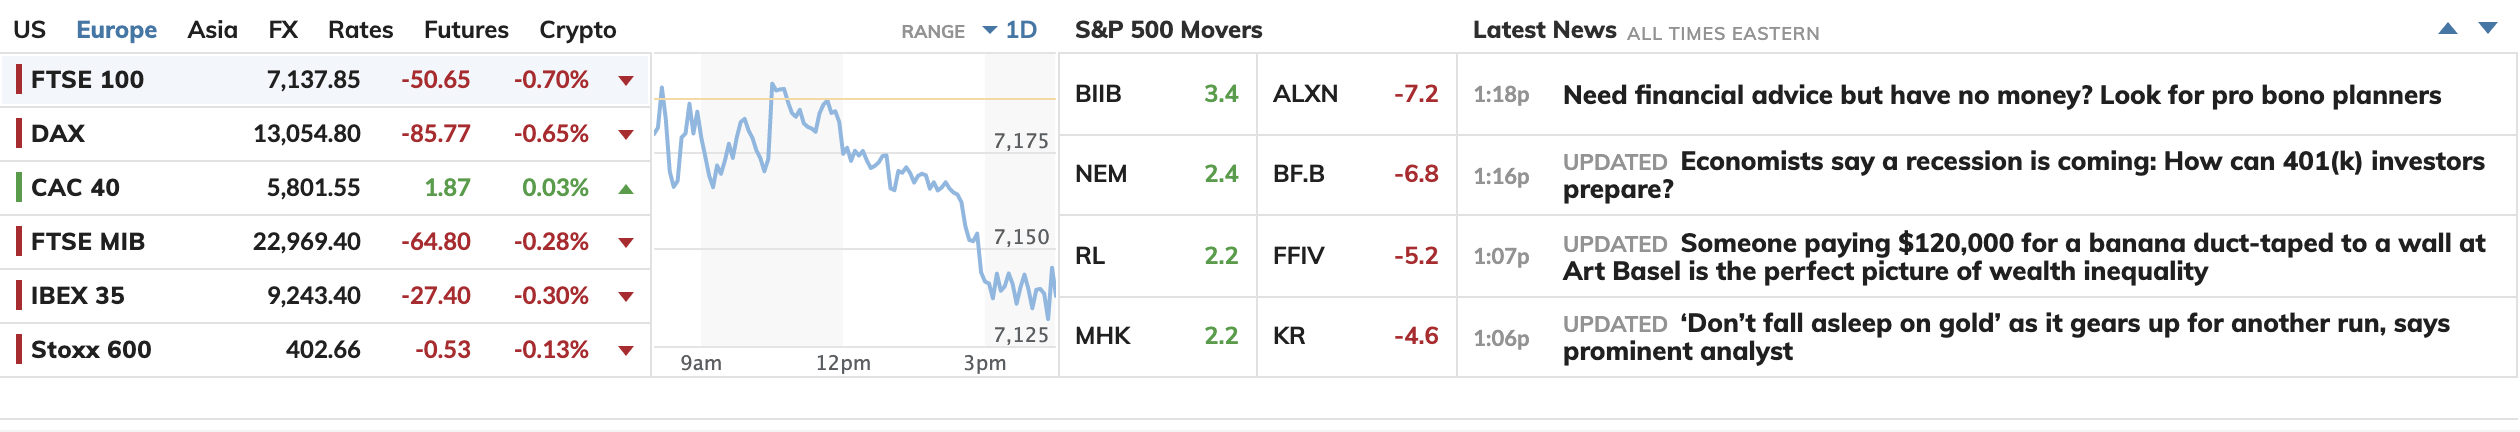 US Europe Asia FX Rates Futures Crypto
RANGE 1D
FTSE 100 7,137.85 -50.65 -0.70%
DAX 13,054.80 -85.77 -0.65%
CAC 40 5,801.55 1.87 0.03%
FTSE MIB 22,969.40 -64.80 -0.28%
IBEX 35 9,243.40 -27.40 -0.30%
Stoxx 600 402.66 -0.53 -0.13%
7,175
7,150
7,125
9am 12pm 3pm
S&P 500 Movers
BIIB 3.4 ALXN -7.2
NEM 2.4 BF.B -6.8
RL 2.2 FFIV -5.2
MHK 2.2 KR -4.6
Latest News ALL TIMES EASTERN
1:18p Need financial advice but have no money? Look for pro bono planners
1:16p UPDATED Economists say a recession is coming: How can 401(k) investors
prepare?
1:07p UPDATED Someone paying $120,000 for a banana duct-taped to a wall at
Art Basel is the perfect picture of wealth inequality
1:06p UPDATED ‘Don’t fall asleep on gold’ as it gears up for another run, says
prominent analyst